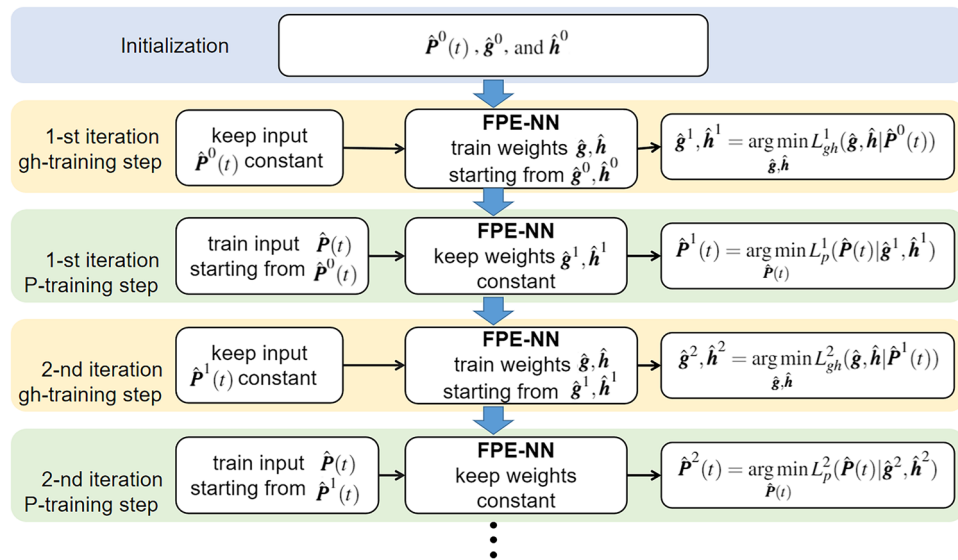 Initialization
P̂⁰(t) , ĝ⁰, and ĥ⁰
1-st iteration
gh-training step
keep input
P̂⁰(t) constant
FPE-NN
train weights ĝ,ĥ
starting from ĝ⁰,ĥ⁰
ĝ¹,ĥ¹ = arg min L¹gh(ĝ,ĥ|P̂⁰(t))
ĝ,ĥ
1-st iteration
P-training step
train input P̂(t)
starting from P̂⁰(t)
FPE-NN
keep weights ĝ¹,ĥ¹
constant
P̂¹(t) = arg min L¹p(P̂(t)|ĝ¹,ĥ¹)
P̂(t)
2-nd iteration
gh-training step
keep input
P̂¹(t) constant
FPE-NN
train weights ĝ,ĥ
starting from ĝ¹,ĥ¹
ĝ²,ĥ² = arg min L²gh(ĝ,ĥ|P̂¹(t))
ĝ,ĥ
2-nd iteration
P-training step
train input P̂(t)
starting from P̂¹(t)
FPE-NN
keep weights
constant
P̂²(t) = arg min L²p(P̂(t)|ĝ²,ĥ²)
P̂(t)